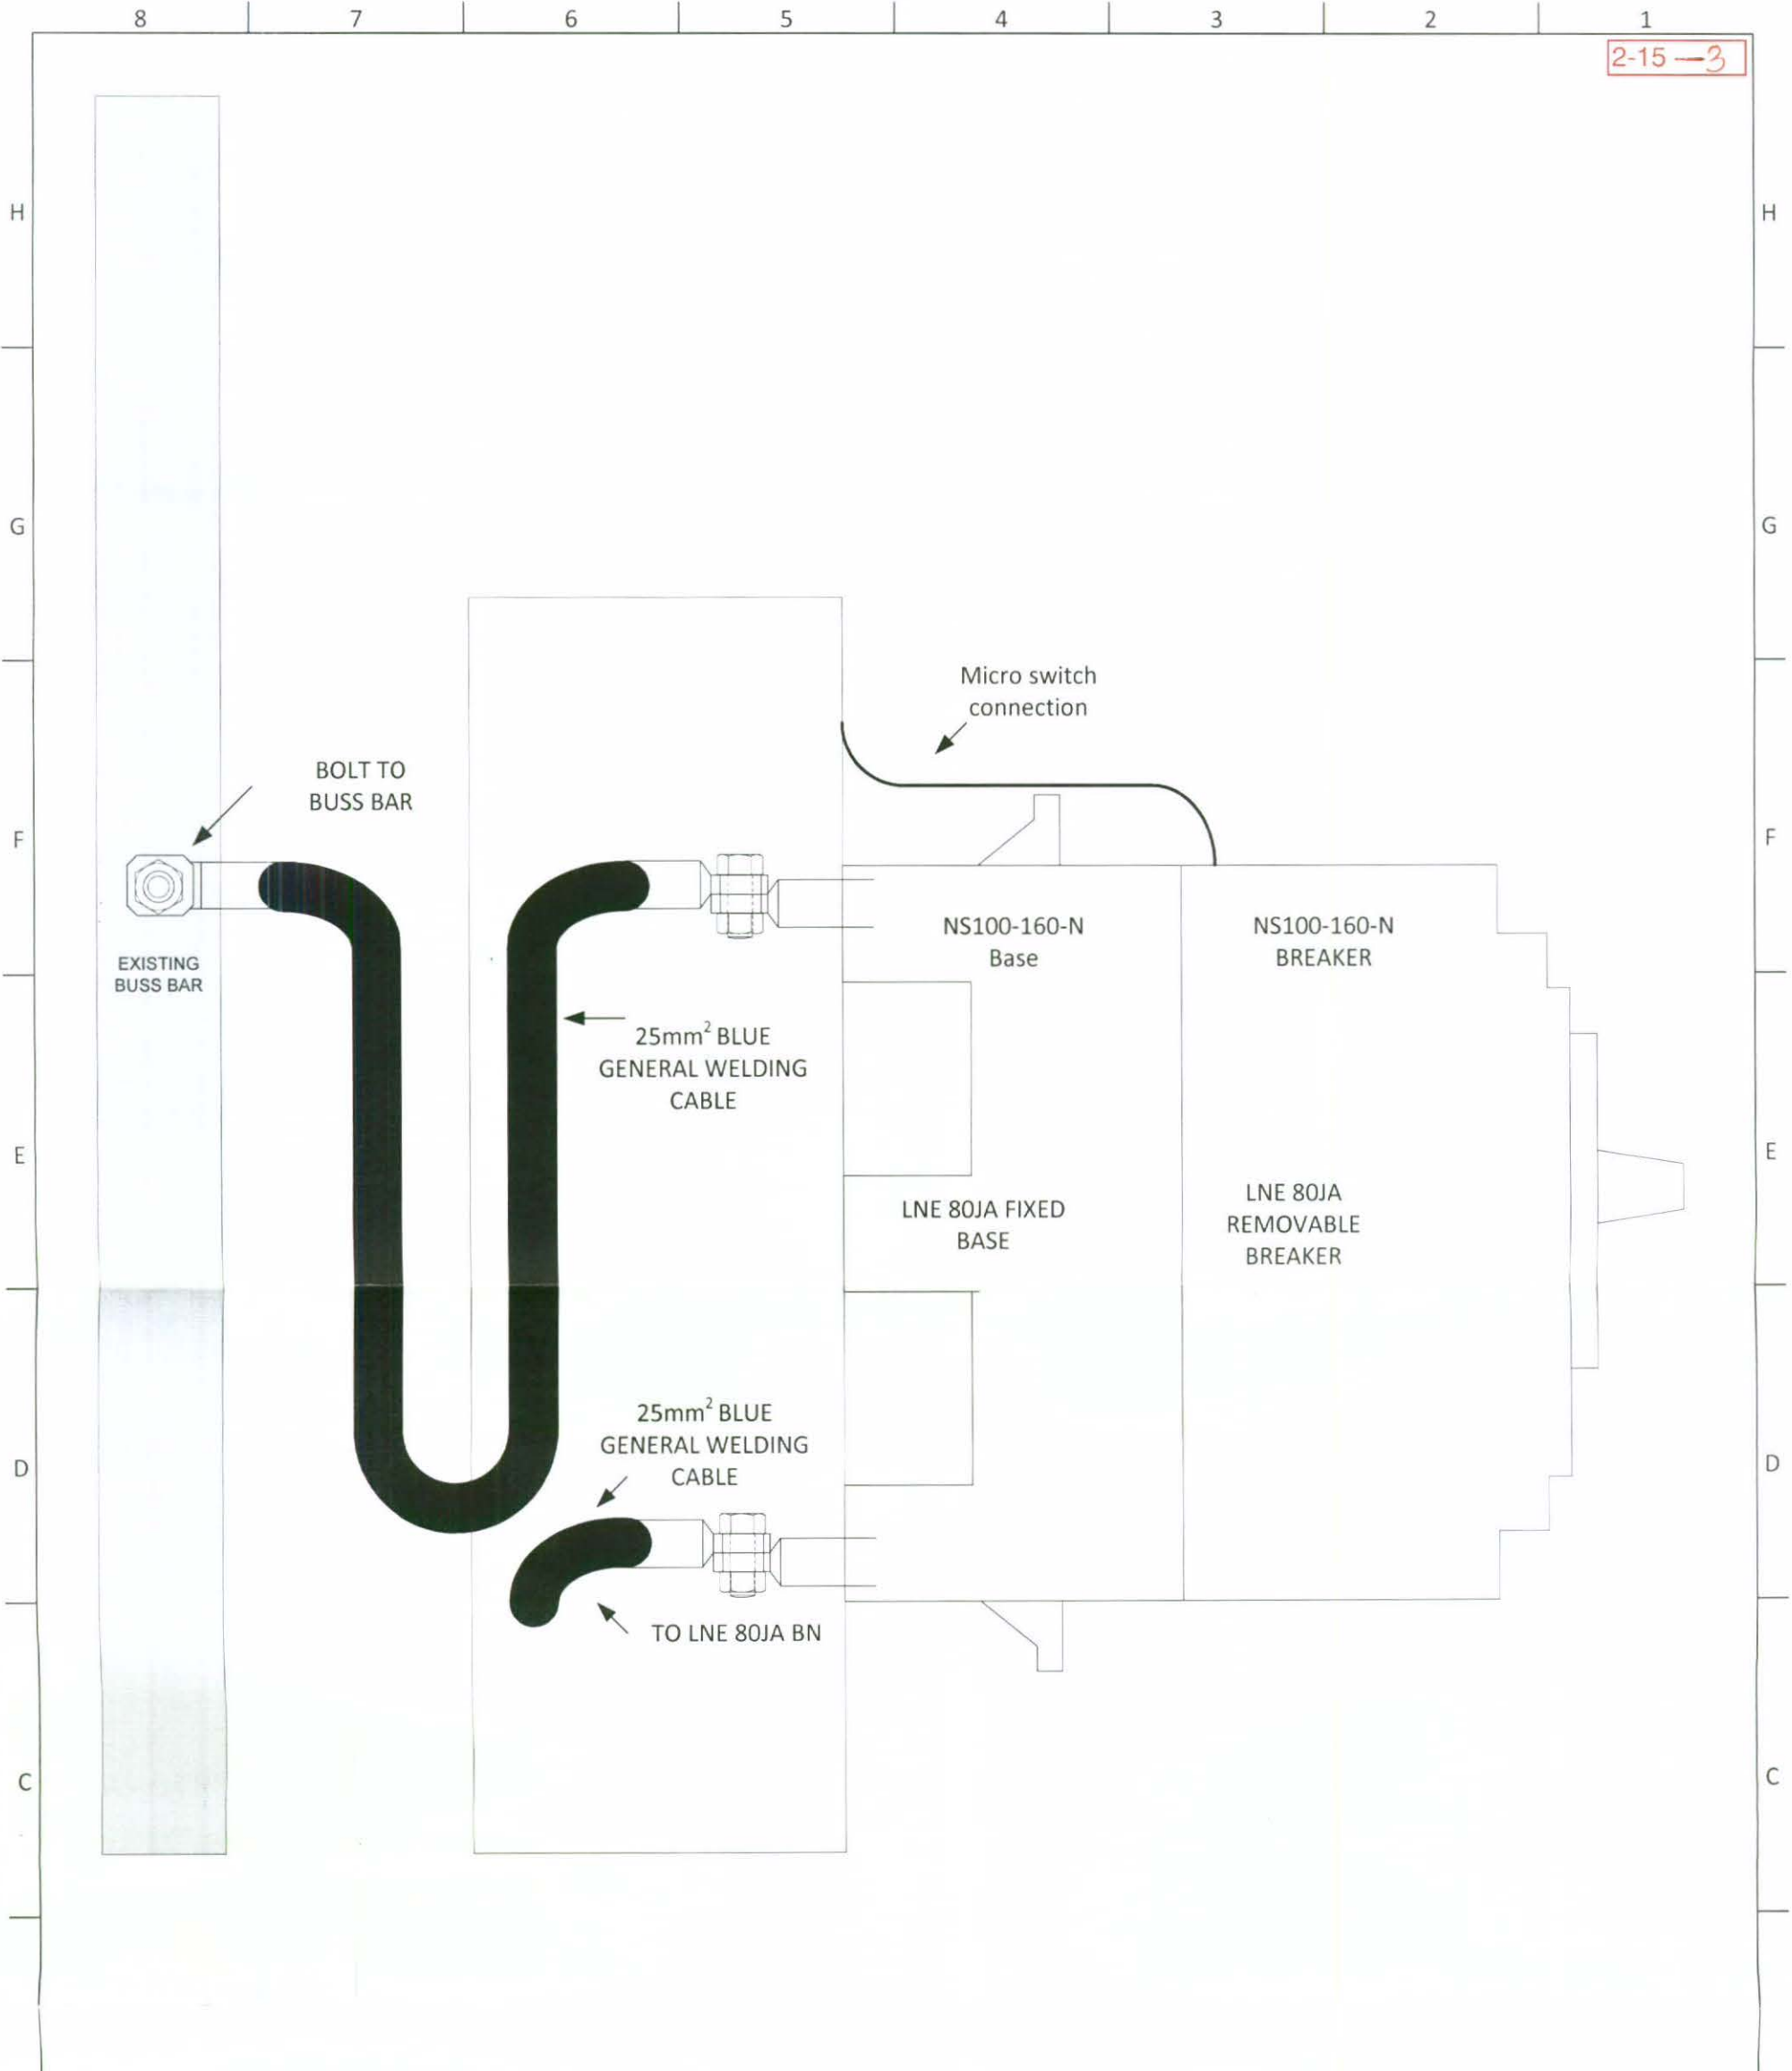 8 7 6 5 4 3 2 1
2-15 —3
H H
G G
Micro switch
connection
BOLT TO
BUSS BAR
F F
NS100-160-N
Base
NS100-160-N
BREAKER
EXISTING
BUSS BAR
25mm² BLUE
GENERAL WELDING
CABLE
E E
LNE 80JA FIXED
BASE
LNE 80JA
REMOVABLE
BREAKER
25mm² BLUE
GENERAL WELDING
CABLE
D D
TO LNE 80JA BN
C C